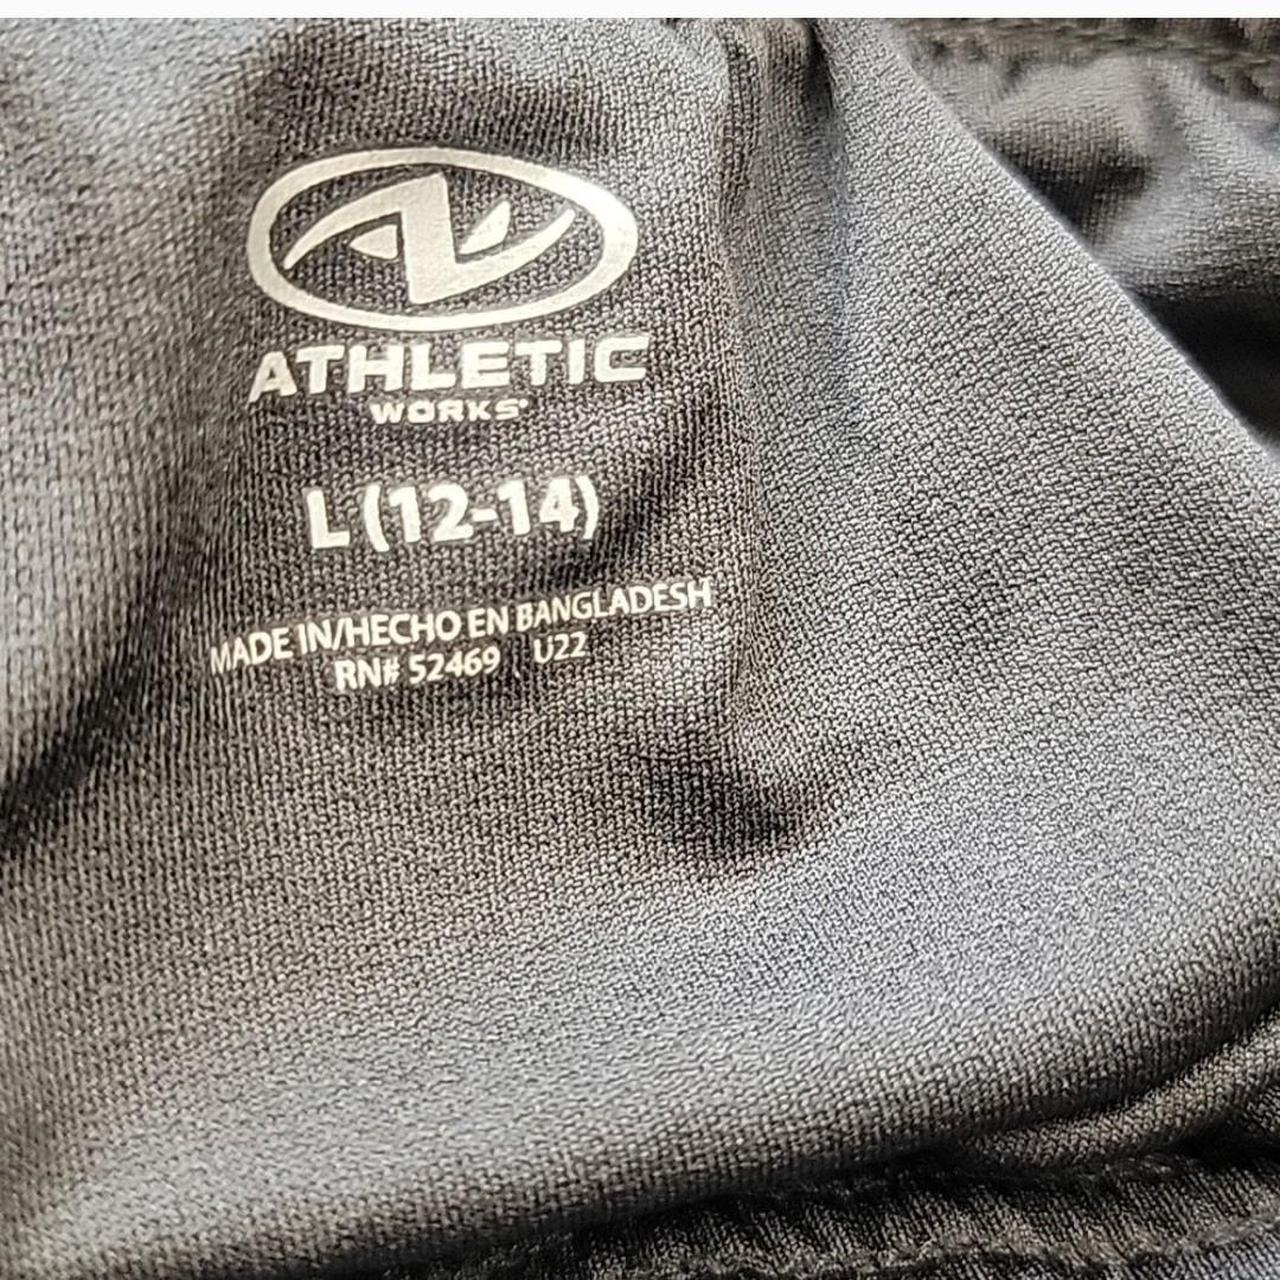 ATHLETIC
WORKS®
L (12-14)
MADE IN/HECHO EN BANGLADESH
RN# 52469 U22